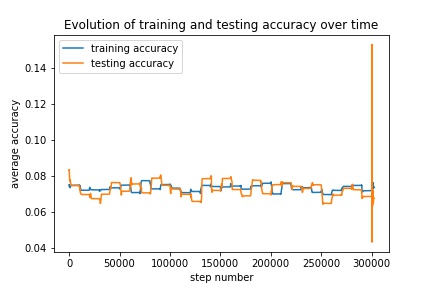 Evolution of training and testing accuracy over time
training accuracy
testing accuracy
average accuracy
0.14
0.12
0.10
0.08
0.06
0.04
0
50000
100000
150000
200000
250000
300000
step number